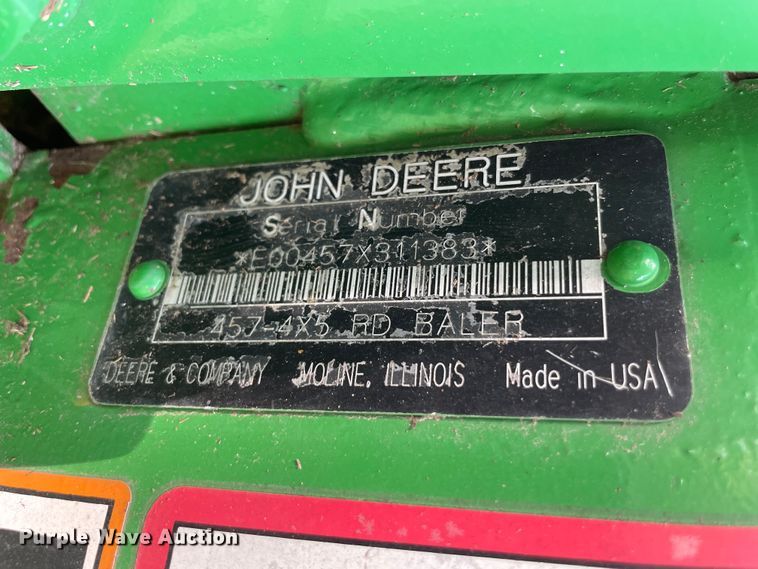 JOHN DEERE
Serial Number
*E00457X311383*
457-4X5 RD BALER
DEERE & COMPANY MOLINE, ILLINOIS Made in USA
Purple Wave Auction